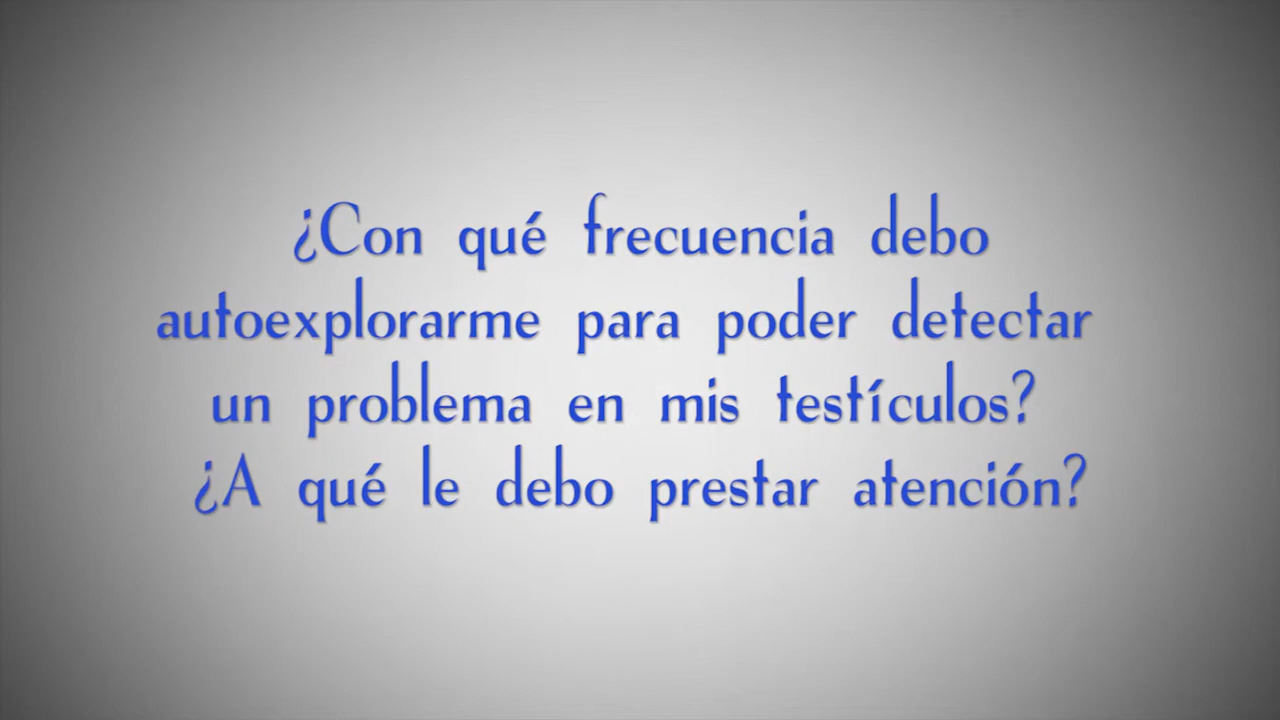 ¿Con qué frecuencia debo
autoexplorarme para poder detectar
un problema en mis testículos?
¿A qué le debo prestar atención?